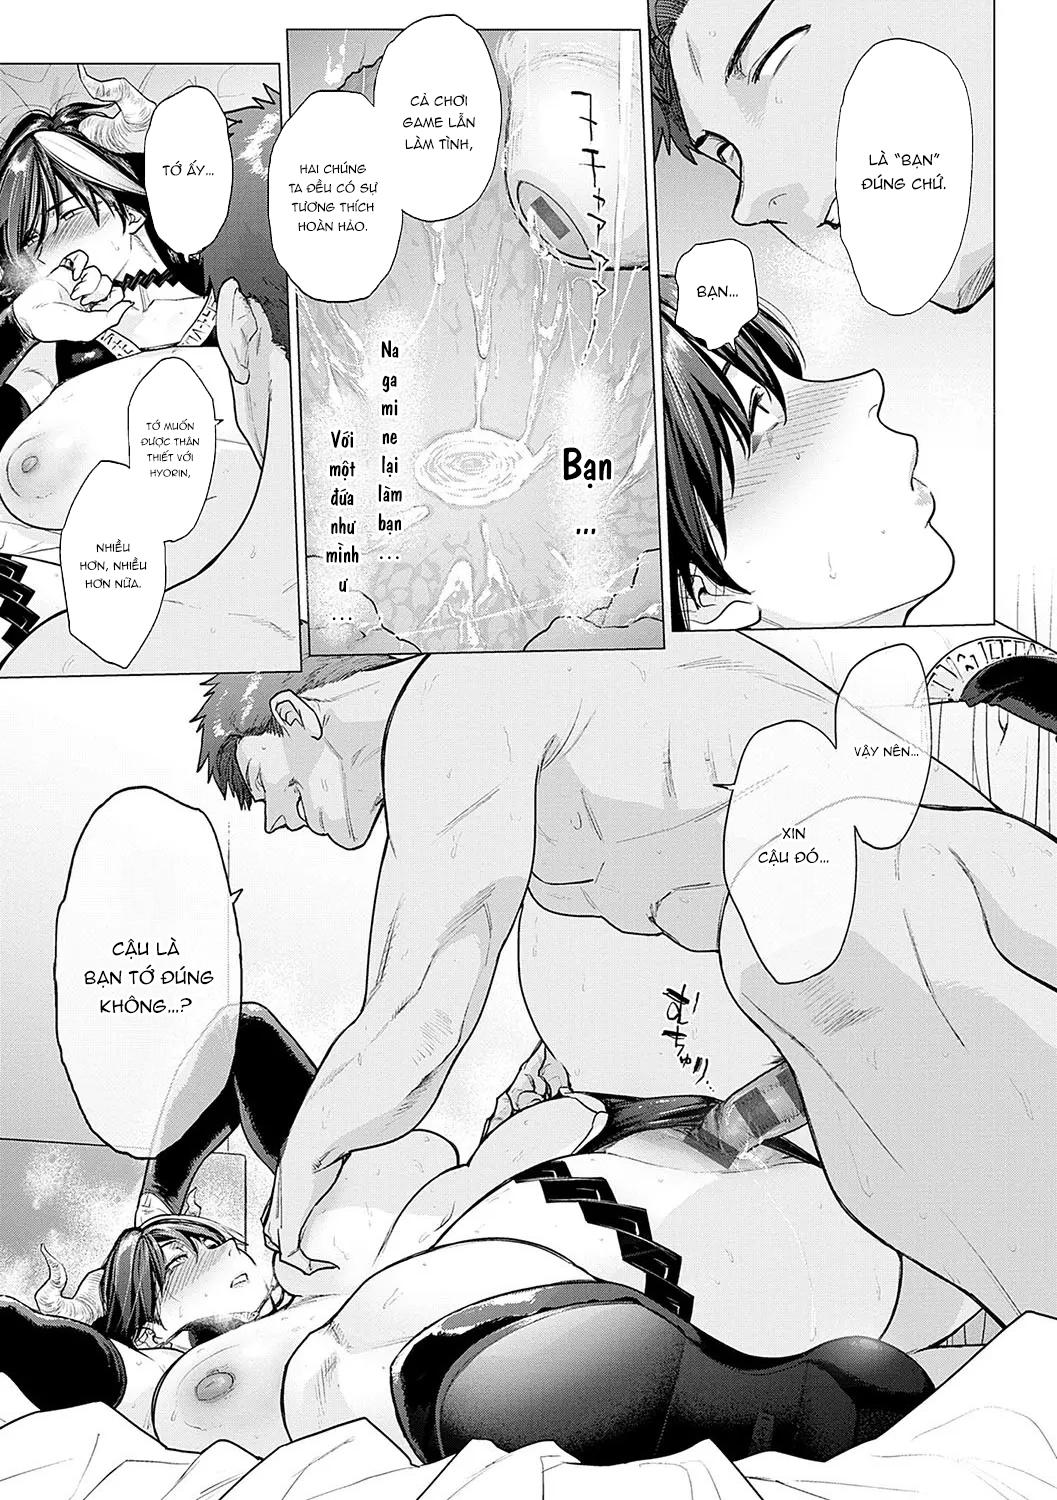 LÀ “BẠN”
ĐÚNG CHỨ.
BẠN...
Bạn
...
CẢ CHƠI
GAME LẪN
LÀM TÌNH,
HAI CHÚNG
TA ĐỀU CÓ SỰ
TƯƠNG THÍCH
HOÀN HẢO.
Na
ga
mi
ne
lại
làm
bạn
...
Với
một
đứa
như
mình
ư
...
TỚ ẤY...
TỚ MUỐN
ĐƯỢC THÂN
THIẾT VỚI
HYORIN,
NHIỀU
HƠN, NHIỀU
HƠN NỮA.
VẬY NÊN...
XIN
CẬU ĐÓ...
CẬU LÀ
BẠN TỚ ĐÚNG
KHÔNG...?